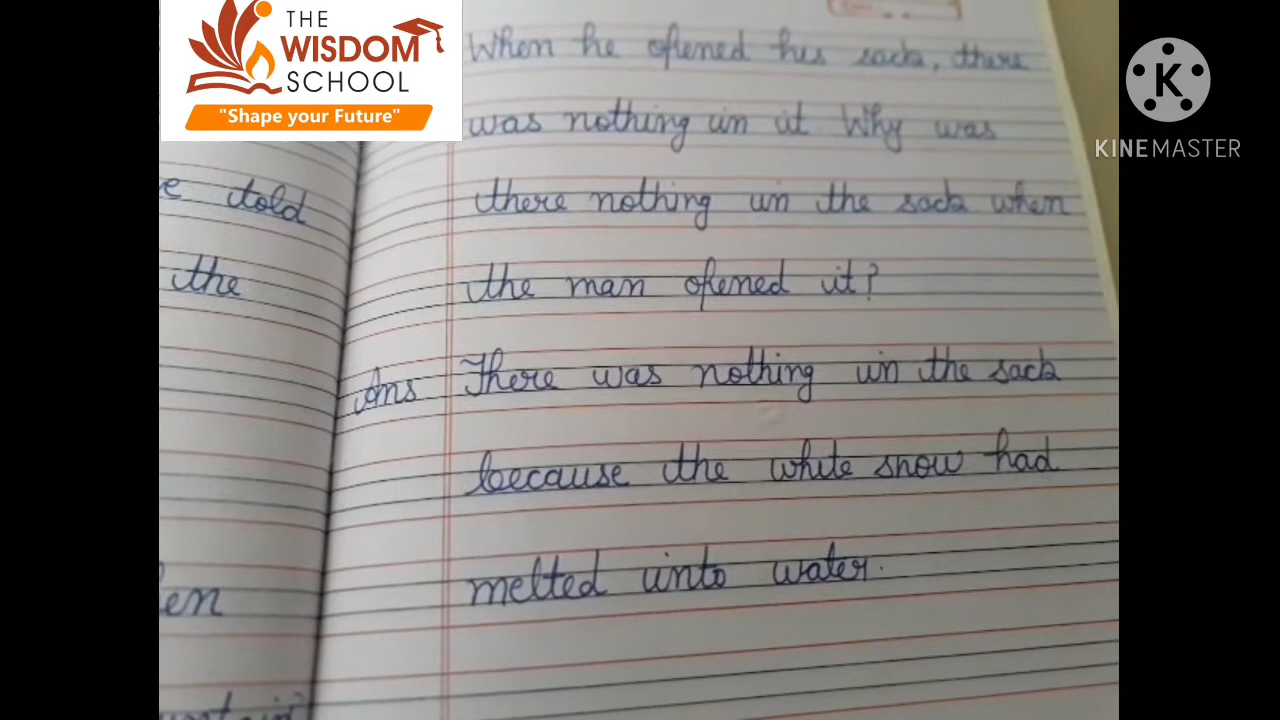 THE
WISDOM
SCHOOL
"Shape your Future"
K
KINEMASTER
e told
the
en
When he opened his sack, there
was nothing in it Why was
there nothing in the sack when
the man opened it?
Ans There was nothing in the sack
because the white snow had
melted into water.